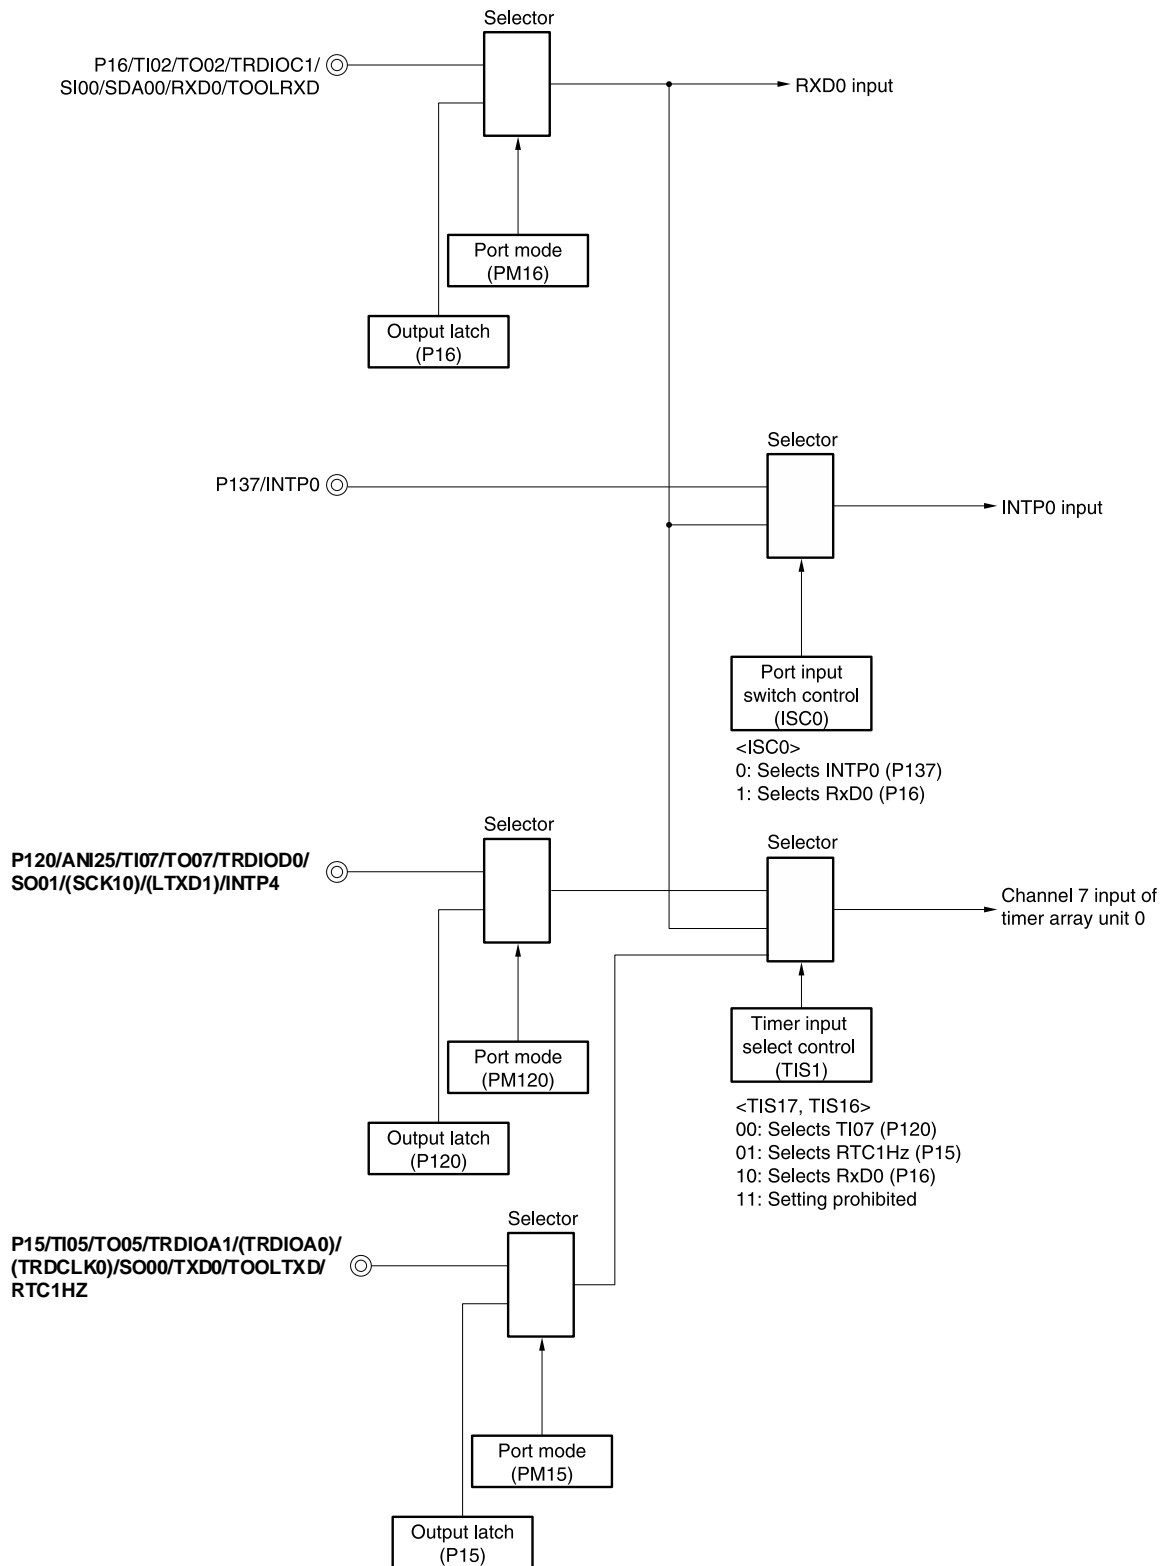 Selector
P16/TI02/TO02/TRDIOC1/
SI00/SDA00/RXD0/TOOLRXD
RXD0 input
Port mode
(PM16)
Output latch
(P16)
Selector
P137/INTP0
INTP0 input
Port input
switch control
(ISC0)
<ISC0>
0: Selects INTP0 (P137)
1: Selects RxD0 (P16)
Selector
Selector
P120/ANI25/TI07/TO07/TRDIOD0/
SO01/(SCK10)/(LTXD1)/INTP4
Channel 7 input of
timer array unit 0
Port mode
(PM120)
Timer input
select control
(TIS1)
Output latch
(P120)
<TIS17, TIS16>
00: Selects TI07 (P120)
01: Selects RTC1Hz (P15)
10: Selects RxD0 (P16)
11: Setting prohibited
Selector
P15/TI05/TO05/TRDIOA1/(TRDIOA0)/
(TRDCLK0)/SO00/TXD0/TOOLTXD/
RTC1HZ
Port mode
(PM15)
Output latch
(P15)